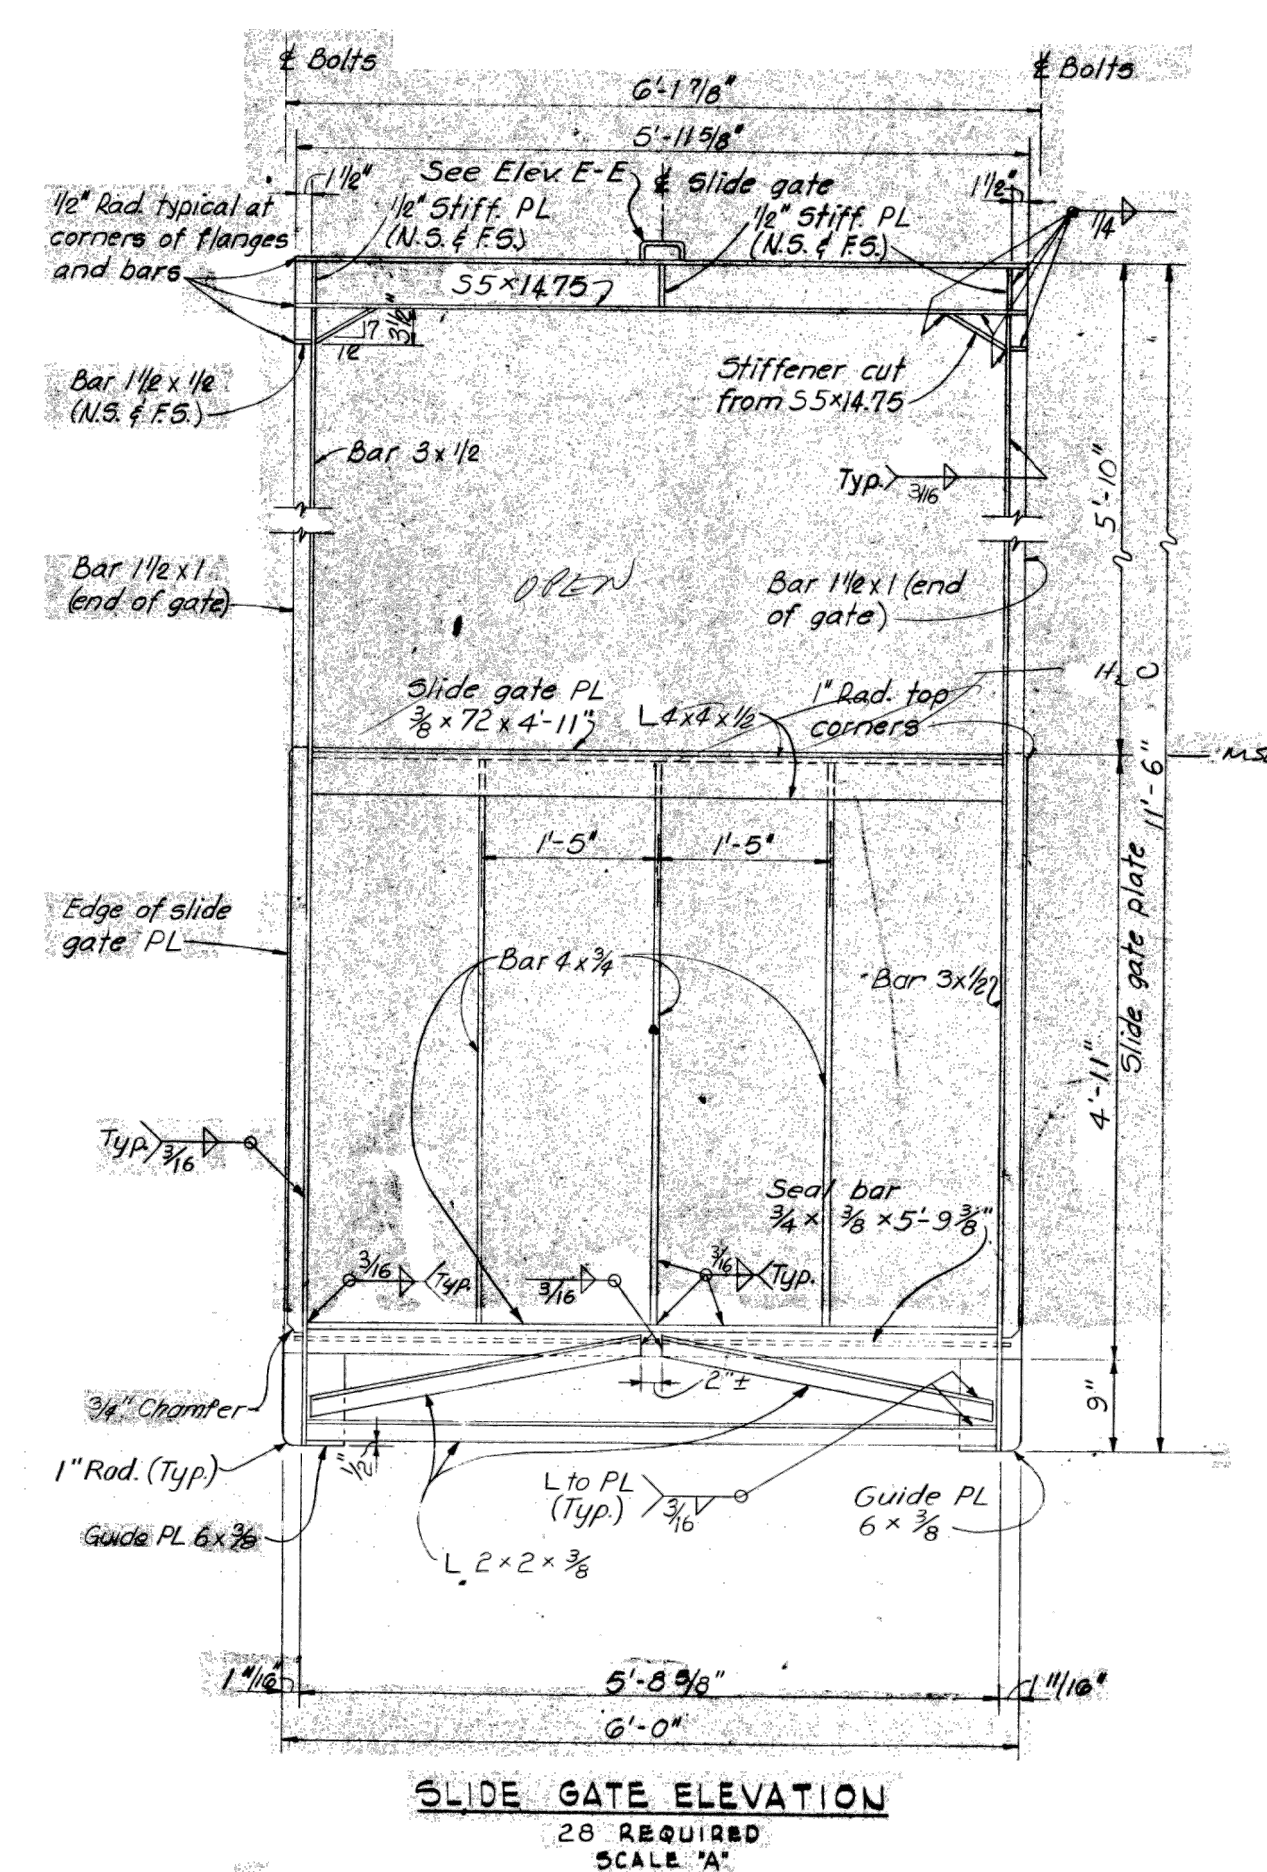 ℄ Bolts
℄ Bolts
6'-1 7/8"
5'-11 5/8"
1 1/2"
See Elev. E-E
℄ Slide gate
1 1/2"
1/2" Rad. typical at
corners of flanges
and bars
1/2" Stiff. PL
(N.S. & F.S.)
1/2" Stiff. PL
(N.S. & F.S.)
1/4
S5×14.75
7
12
3 1/2"
Bar 1 1/2 x 1/2
(N.S. & F.S.)
Stiffener cut
from S5×14.75
Bar 3 x 1/2
Typ.
3/16
5'-10"
Bar 1 1/2 x 1
(end of gate)
OPEN
Bar 1 1/2 x 1 (end
of gate)
Slide gate PL
3/8 × 72 × 4'-11"
L 4 x 4 x 1/2
1" Rad. top
corners
11'-6"
1'-5"
1'-5"
Slide gate plate
Edge of slide
gate PL
Bar 4 x 3/4
Bar 3x1/2
4'-11"
Typ.
3/16
Seal bar
3/4 × 3/8 × 5'-9 3/8"
3/16
Typ.
3/16
3/16
Typ.
2"±
9"
3/4" Chamfer
1" Rad. (Typ.)
1/2"
L to PL
(Typ.)
3/16
Guide PL
6 × 3/8
Guide PL 6 × 3/8
L 2 × 2 × 3/8
1 11/16"
5'-8 5/8"
1 11/16"
6'-0"
SLIDE GATE ELEVATION
28 REQUIRED
SCALE "A"